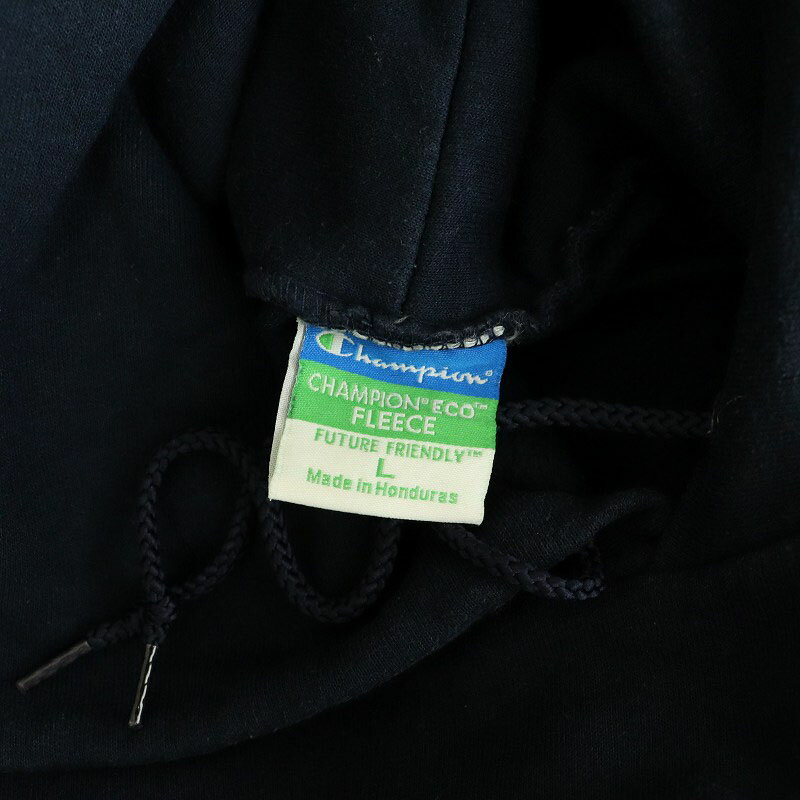 Champion®
CHAMPION® ECO™
FLEECE
FUTURE FRIENDLY™
L
Made in Honduras